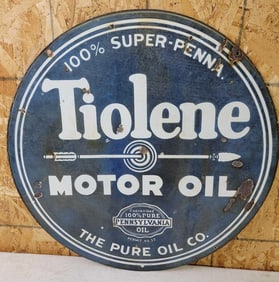 100% SUPER-PENNA.
Tiolene
MOTOR OIL
100% PURE
PENNSYLVANIA
OIL
THE PURE OIL CO.